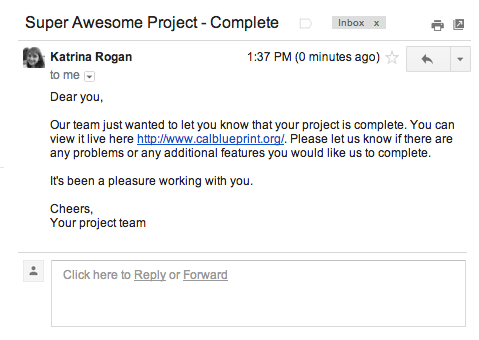 Super Awesome Project - Complete
Inbox x
Katrina Rogan
1:37 PM (0 minutes ago)
to me
Dear you,
Our team just wanted to let you know that your project is complete. You can
view it live here http://www.calblueprint.org/. Please let us know if there are
any problems or any additional features you would like us to complete.
It's been a pleasure working with you.
Cheers,
Your project team
Click here to Reply or Forward